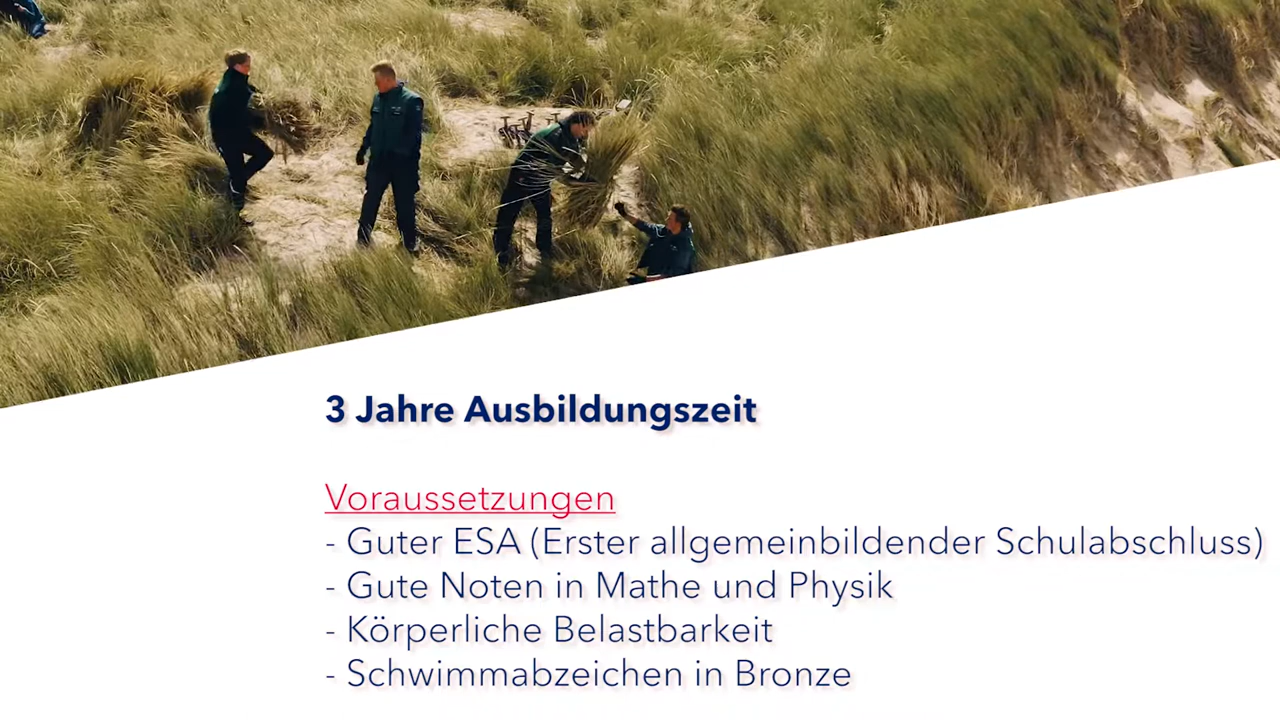 3 Jahre Ausbildungszeit
Voraussetzungen
- Guter ESA (Erster allgemeinbildender Schulabschluss)
- Gute Noten in Mathe und Physik
- Körperliche Belastbarkeit
- Schwimmabzeichen in Bronze